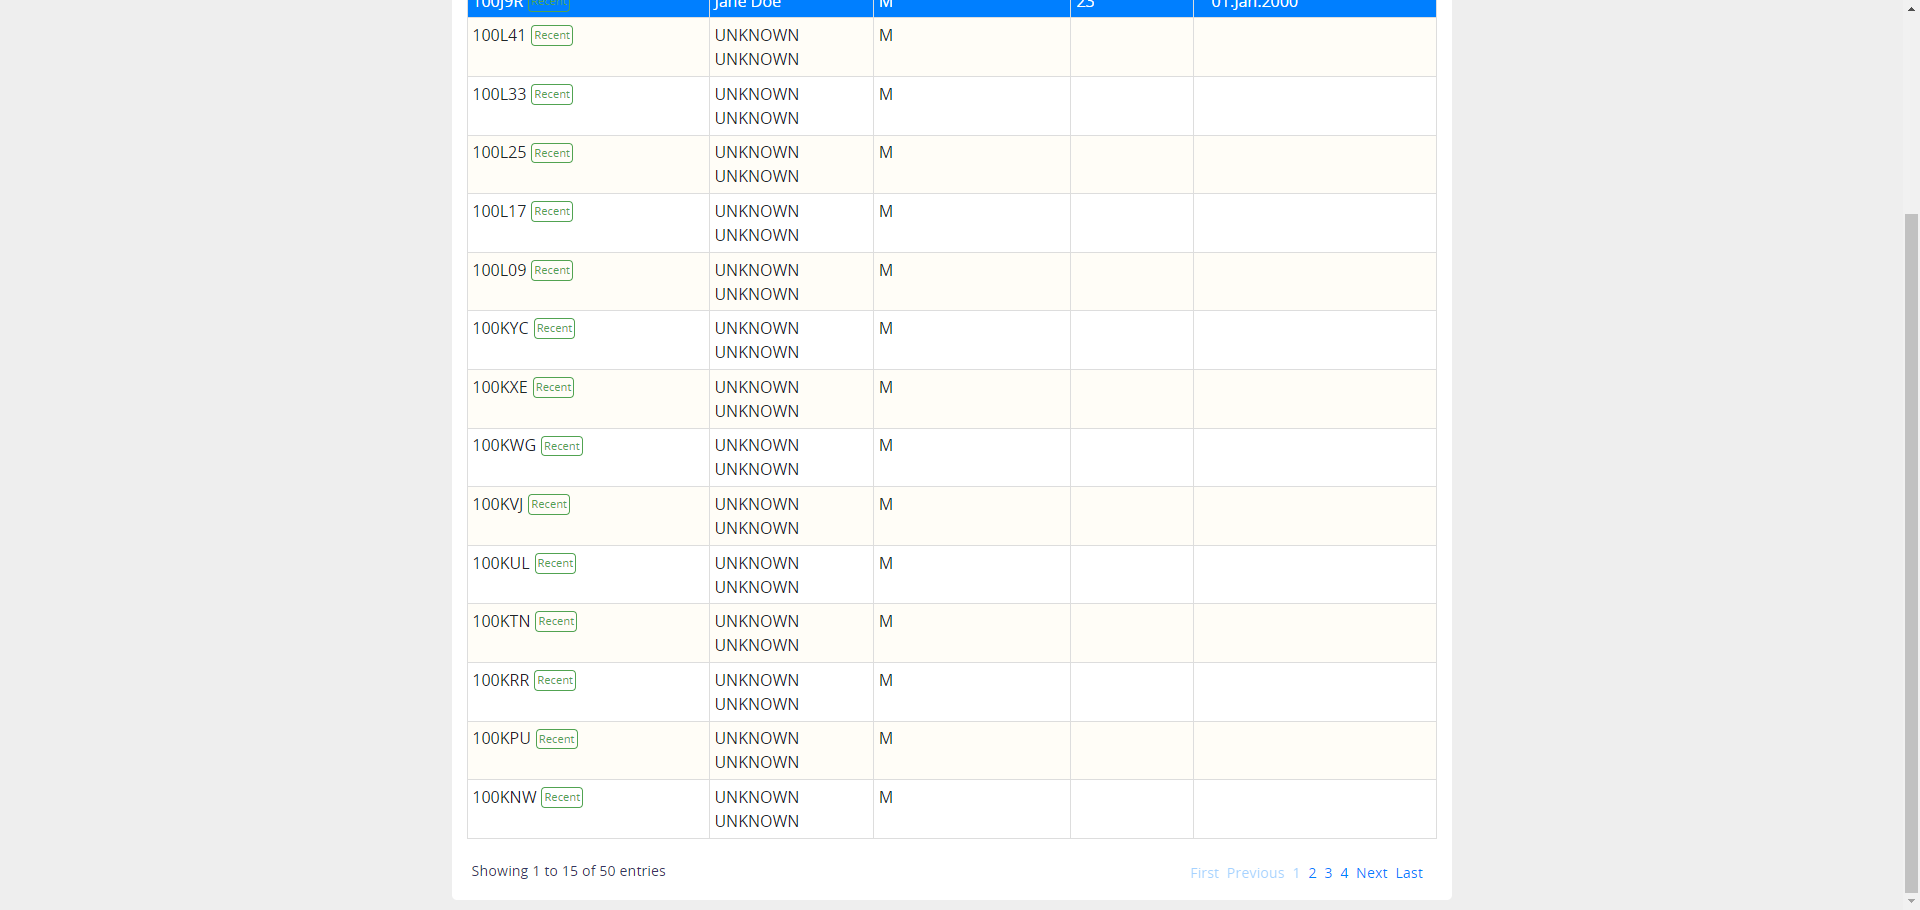 100J9R Recent Jane Doe M 23 01.Jan.2000
100L41 Recent UNKNOWN M
UNKNOWN
100L33 Recent UNKNOWN M
UNKNOWN
100L25 Recent UNKNOWN M
UNKNOWN
100L17 Recent UNKNOWN M
UNKNOWN
100L09 Recent UNKNOWN M
UNKNOWN
100KYC Recent UNKNOWN M
UNKNOWN
100KXE Recent UNKNOWN M
UNKNOWN
100KWG Recent UNKNOWN M
UNKNOWN
100KVJ Recent UNKNOWN M
UNKNOWN
100KUL Recent UNKNOWN M
UNKNOWN
100KTN Recent UNKNOWN M
UNKNOWN
100KRR Recent UNKNOWN M
UNKNOWN
100KPU Recent UNKNOWN M
UNKNOWN
100KNW Recent UNKNOWN M
UNKNOWN
Showing 1 to 15 of 50 entries First Previous 1 2 3 4 Next Last